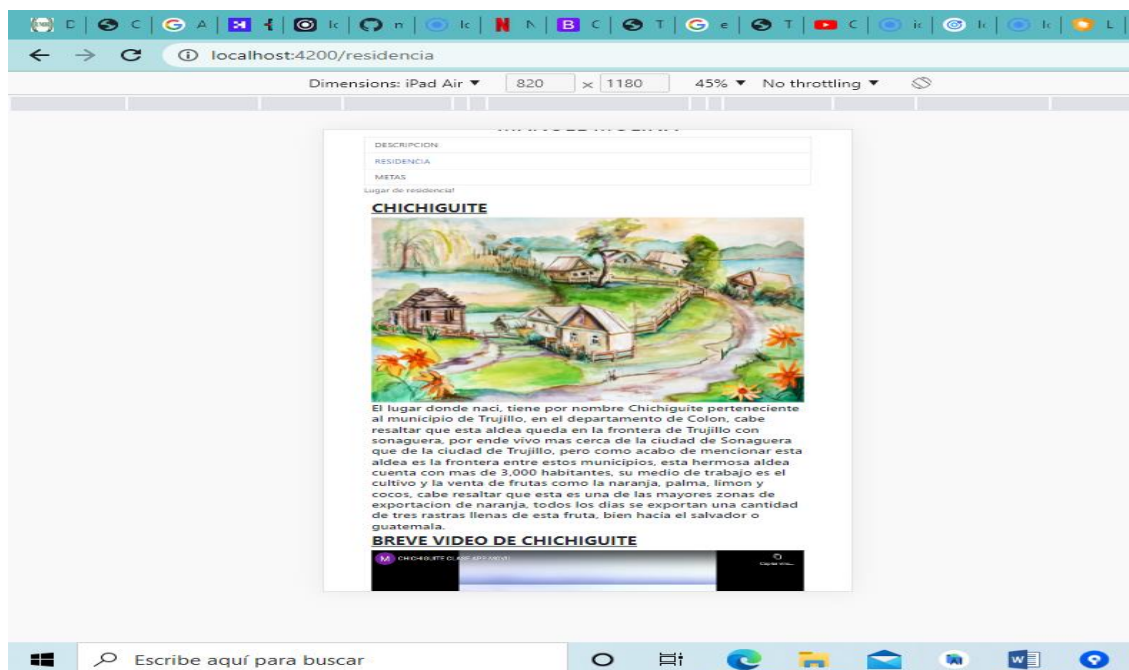 localhost:4200/residencia
Dimensions: iPad Air 820 × 1180 45% No throttling
DESCRIPCION
RESIDENCIA
METAS
Lugar de residencia!
CHICHIGUITE
El lugar donde naci, tiene por nombre Chichiguite perteneciente
al municipio de Trujillo, en el departamento de Colon, cabe
resaltar que esta aldea queda en la frontera de Trujillo con
sonaguera, por ende vivo mas cerca de la ciudad de Sonaguera
que de la ciudad de Trujillo, pero como acabo de mencionar esta
aldea es la frontera entre estos municipios, esta hermosa aldea
cuenta con mas de 3,000 habitantes, su medio de trabajo es el
cultivo y la venta de frutas como la naranja, palma, limon y
cocos, cabe resaltar que esta es una de las mayores zonas de
exportacion de naranja, todos los dias se exportan una cantidad
de tres rastras llenas de esta fruta, bien hacia el salvador o
guatemala.
BREVE VIDEO DE CHICHIGUITE
M CHICHIGUITE CLASE APP MOVIL
Escribe aquí para buscar